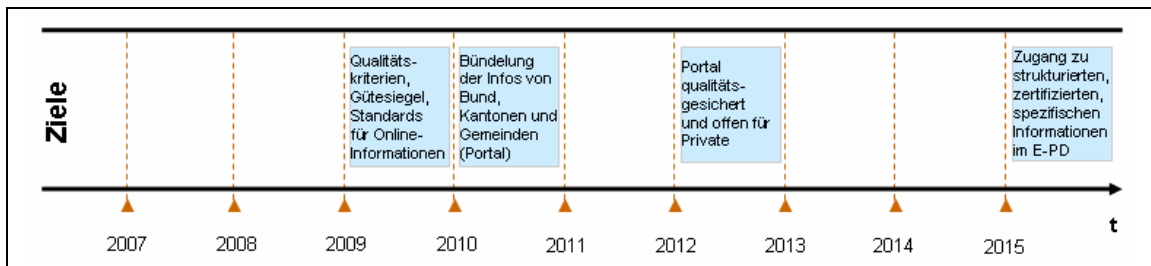 Ziele
Qualitäts-
kriterien,
Gütesiegel,
Standards
für Online-
Informationen
Bündelung
der Infos von
Bund,
Kantonen und
Gemeinden
(Portal)
Portal
qualitäts-
gesichert
und offen für
Private
Zugang zu
strukturierten,
zertifizierten,
spezifischen
Informationen
im E-PD
t
2007 2008 2009 2010 2011 2012 2013 2014 2015